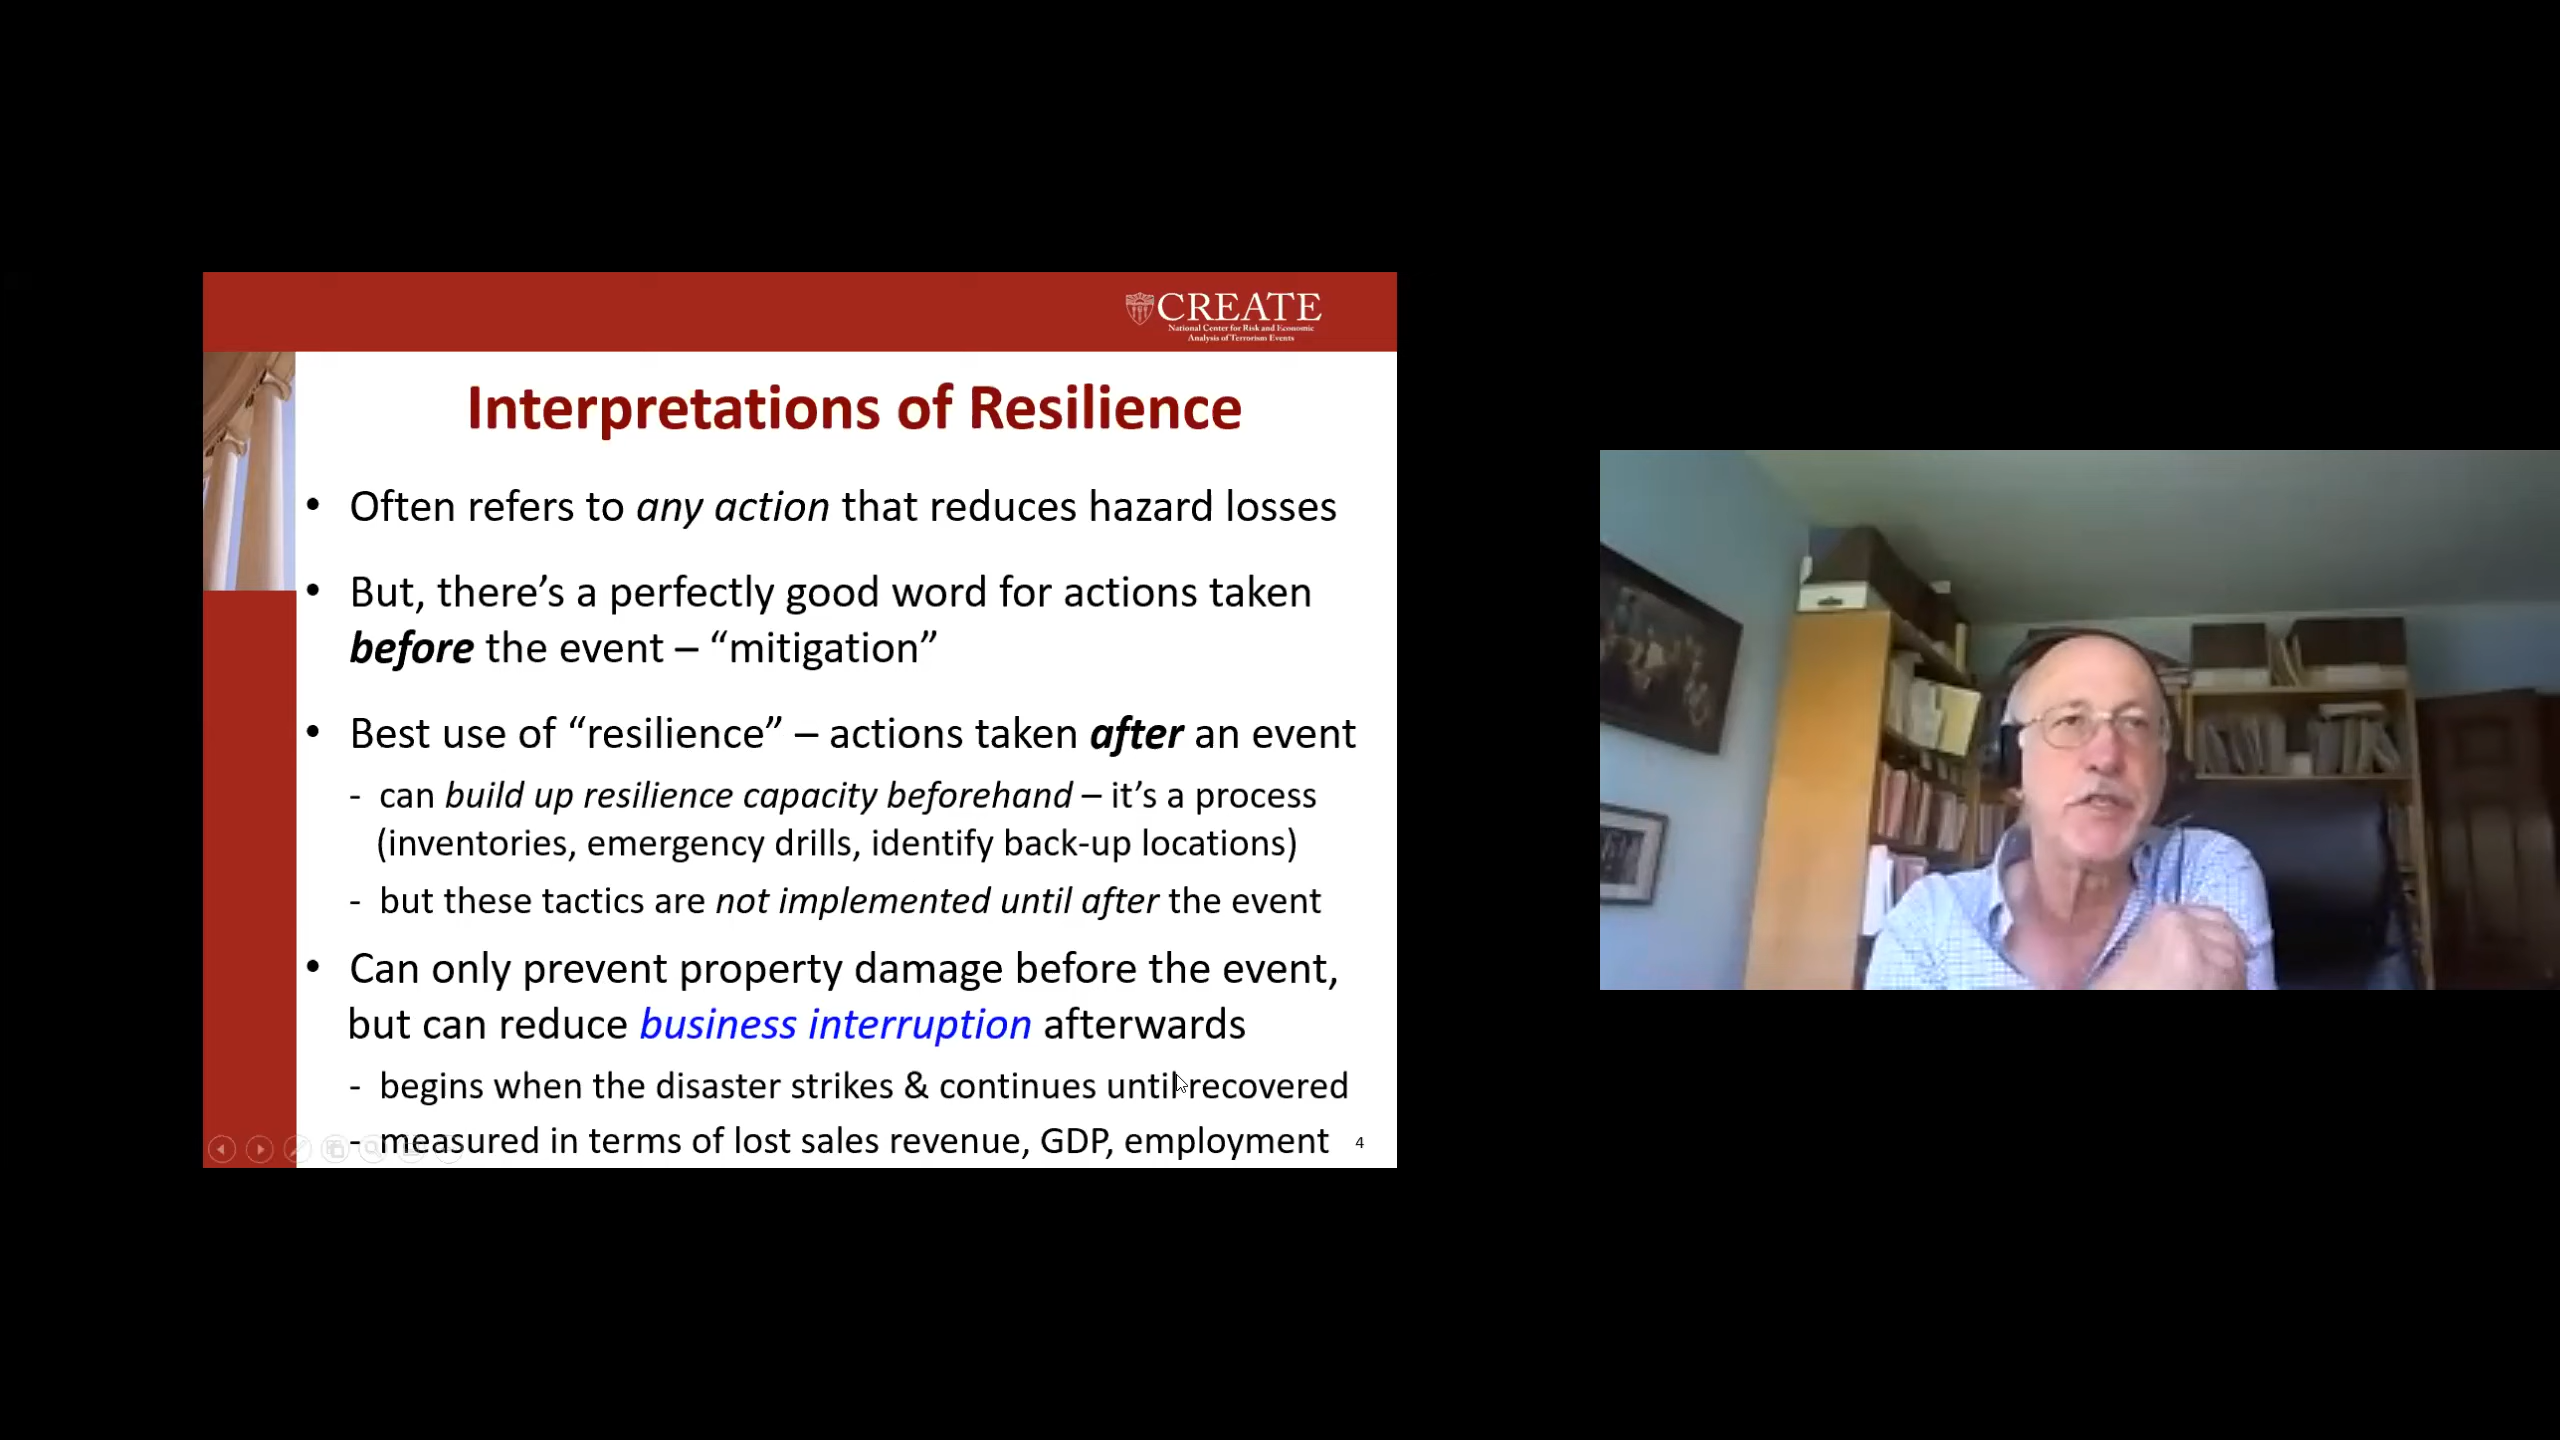 CREATE
National Center for Risk and Economic
Analysis of Terrorism Events
Interpretations of Resilience
• Often refers to any action that reduces hazard losses
• But, there’s a perfectly good word for actions taken
before the event – “mitigation”
• Best use of “resilience” – actions taken after an event
- can build up resilience capacity beforehand – it’s a process
(inventories, emergency drills, identify back-up locations)
- but these tactics are not implemented until after the event
• Can only prevent property damage before the event,
but can reduce business interruption afterwards
- begins when the disaster strikes & continues until recovered
- measured in terms of lost sales revenue, GDP, employment
4